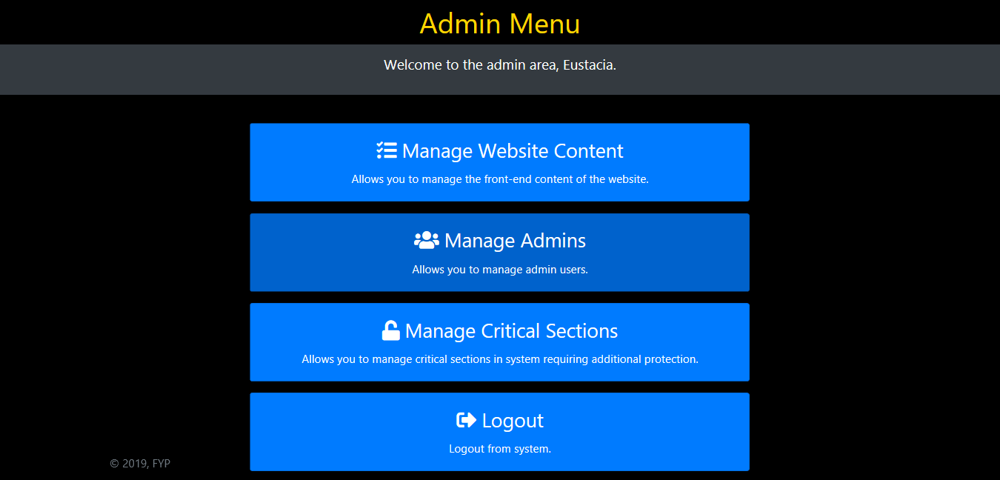 Admin Menu
Welcome to the admin area, Eustacia.
Manage Website Content
Allows you to manage the front-end content of the website.
Manage Admins
Allows you to manage admin users.
Manage Critical Sections
Allows you to manage critical sections in system requiring additional protection.
Logout
Logout from system.
© 2019, FYP